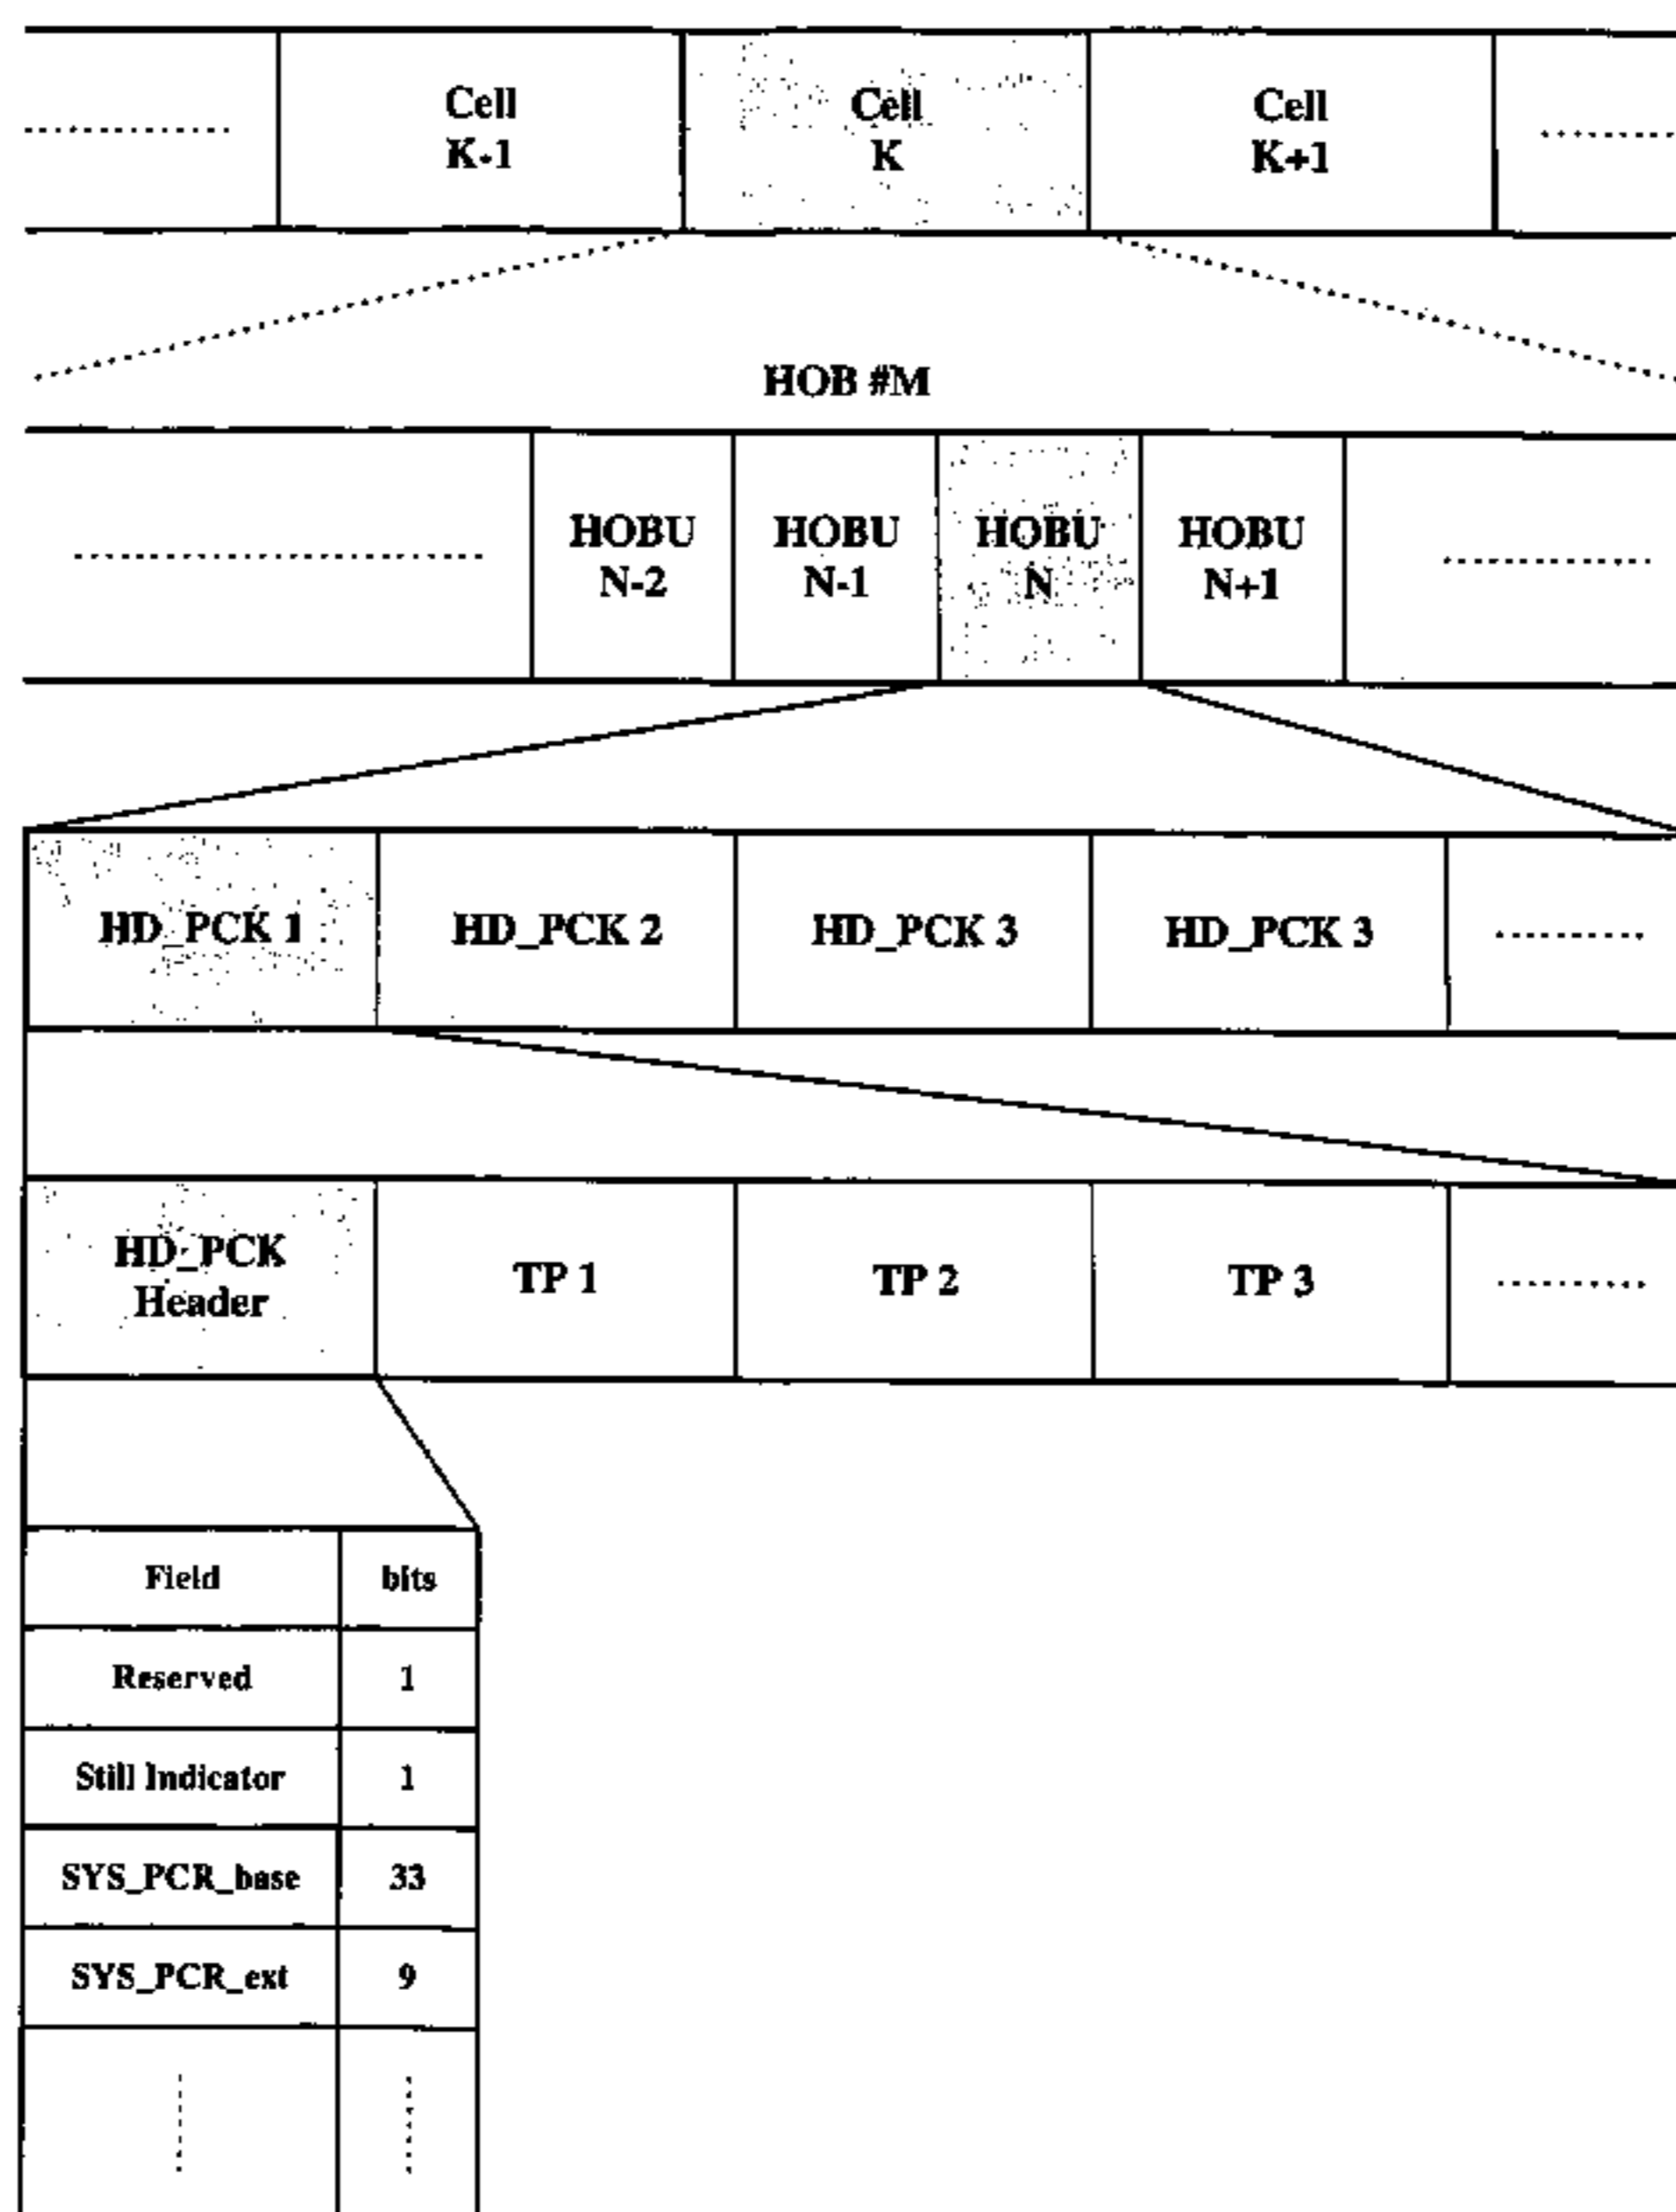 Cell Cell Cell
K-1 K K+1
HOB #M
HOBU HOBU HOBU HOBU
N-2 N-1 N N+1
HD_PCK 1 HD_PCK 2 HD_PCK 3 HD_PCK 3
HD_PCK
Header TP 1 TP 2 TP 3
Field bits
Reserved 1
Still Indicator 1
SYS_PCR_base 33
SYS_PCR_ext 9